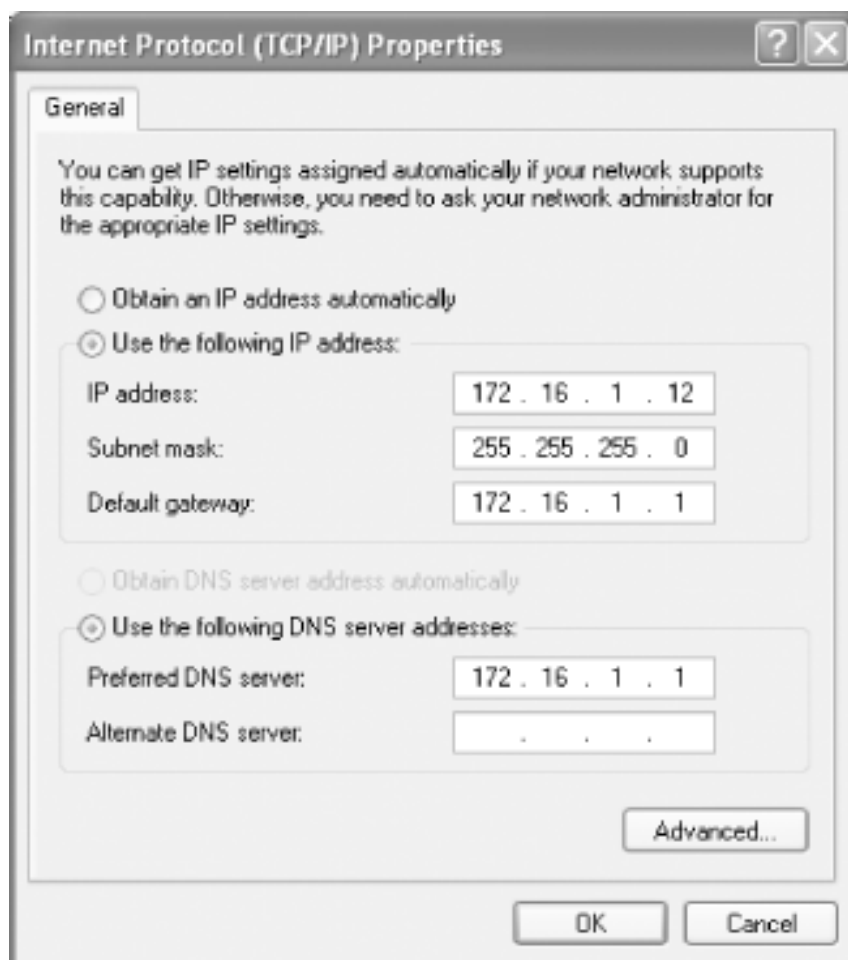 Internet Protocol (TCP/IP) Properties
General
You can get IP settings assigned automatically if your network supports
this capability. Otherwise, you need to ask your network administrator for
the appropriate IP settings.
Obtain an IP address automatically
Use the following IP address:
IP address: 172 . 16 . 1 . 12
Subnet mask: 255 . 255 . 255 . 0
Default gateway: 172 . 16 . 1 . 1
Obtain DNS server address automatically
Use the following DNS server addresses:
Preferred DNS server: 172 . 16 . 1 . 1
Alternate DNS server: . . .
Advanced...
OK Cancel